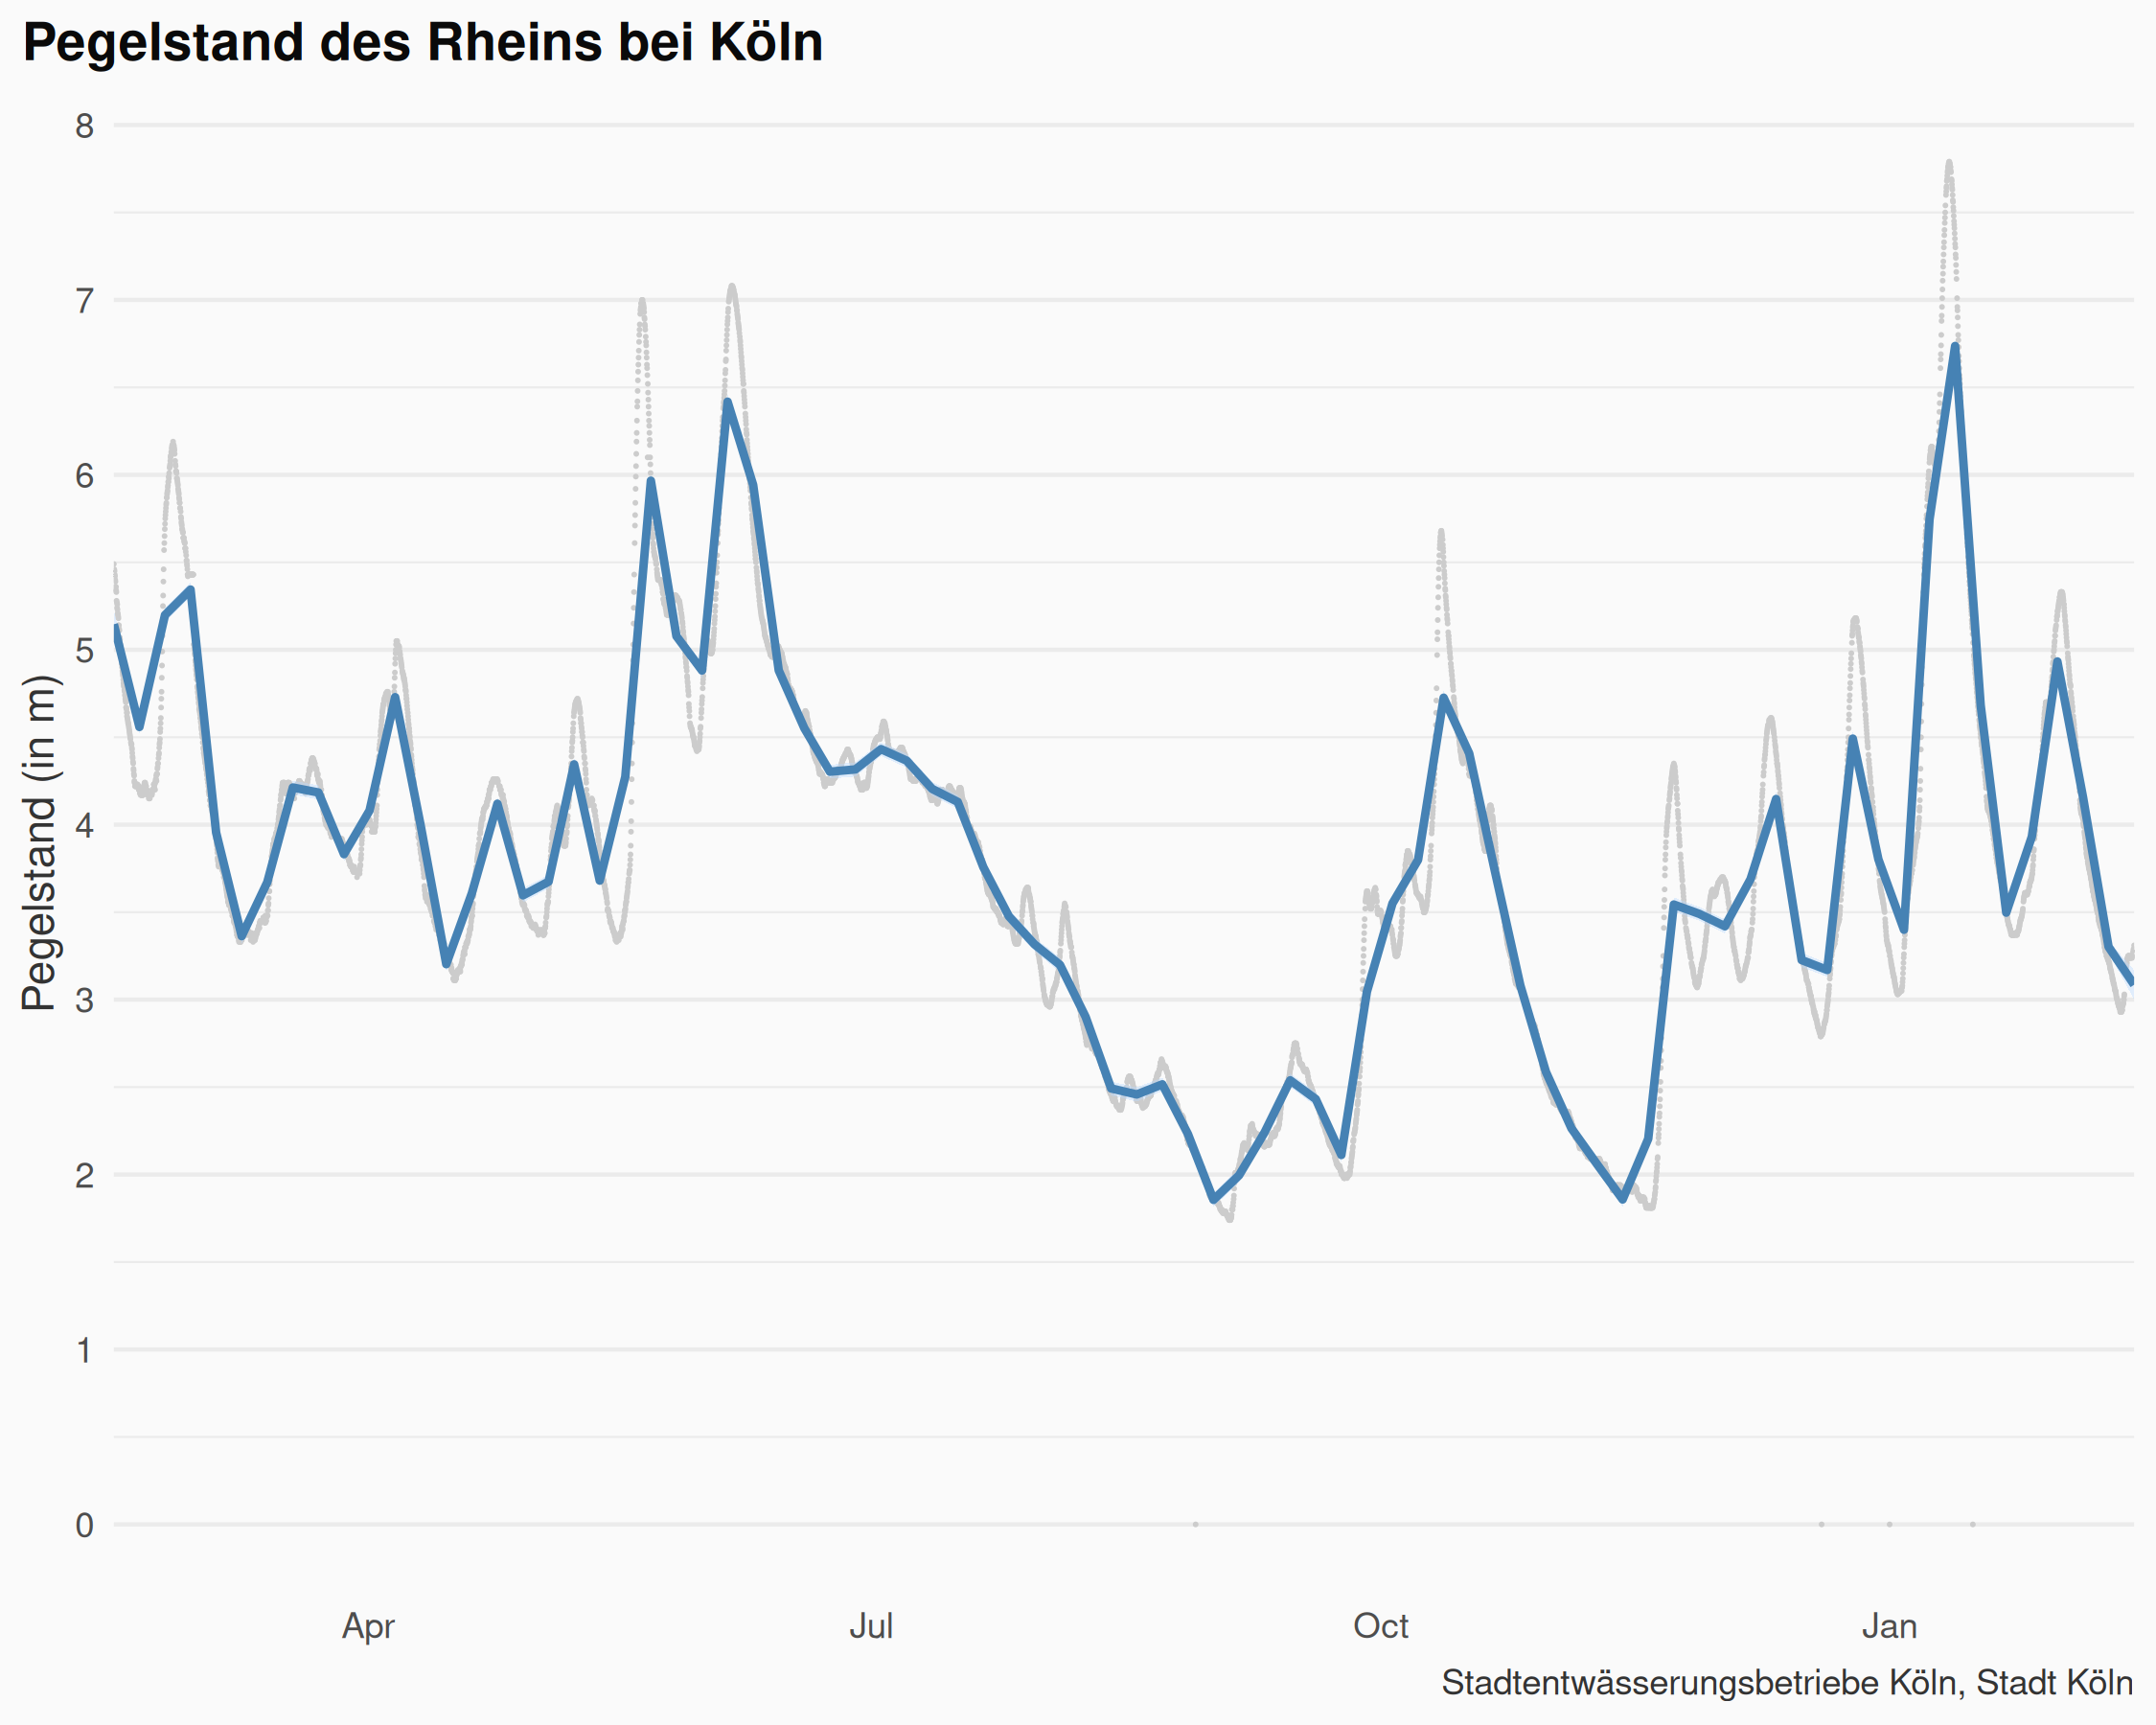 Pegelstand des Rheins bei Köln
Pegelstand (in m)
8
7
6
5
4
3
2
1
0
Apr Jul Oct Jan
Stadtentwässerungsbetriebe Köln, Stadt Köln